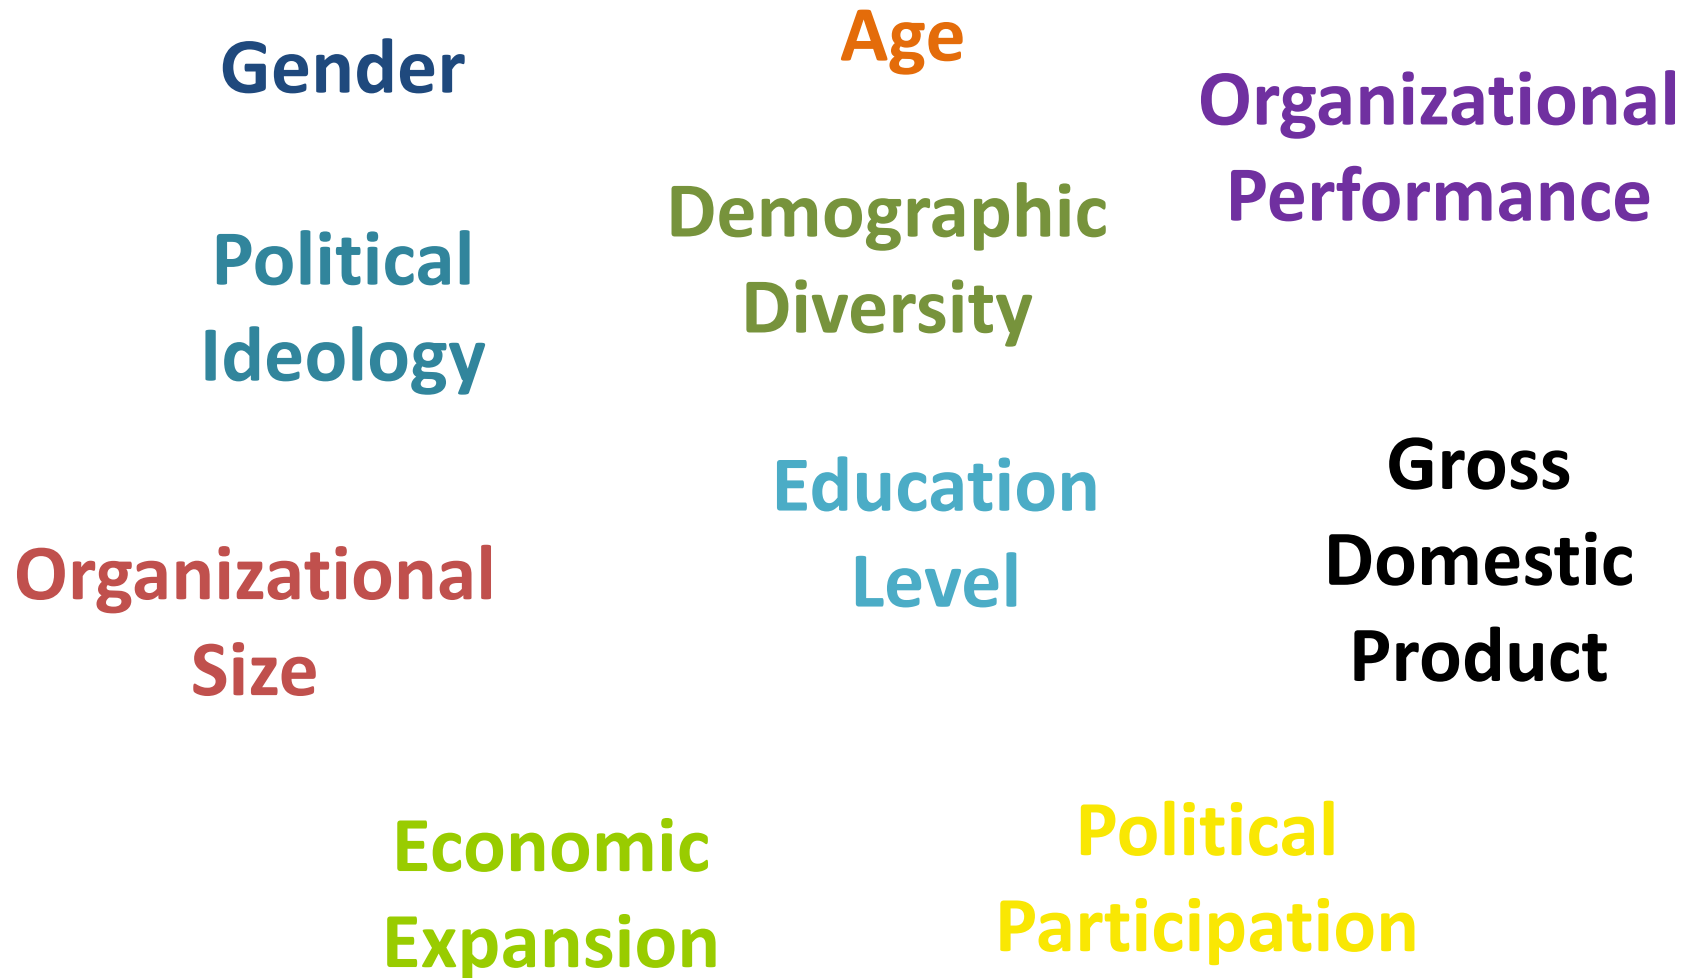 Gender
Age
Organizational
Performance
Political
Ideology
Demographic
Diversity
Organizational
Size
Education
Level
Gross
Domestic
Product
Economic
Expansion
Political
Participation